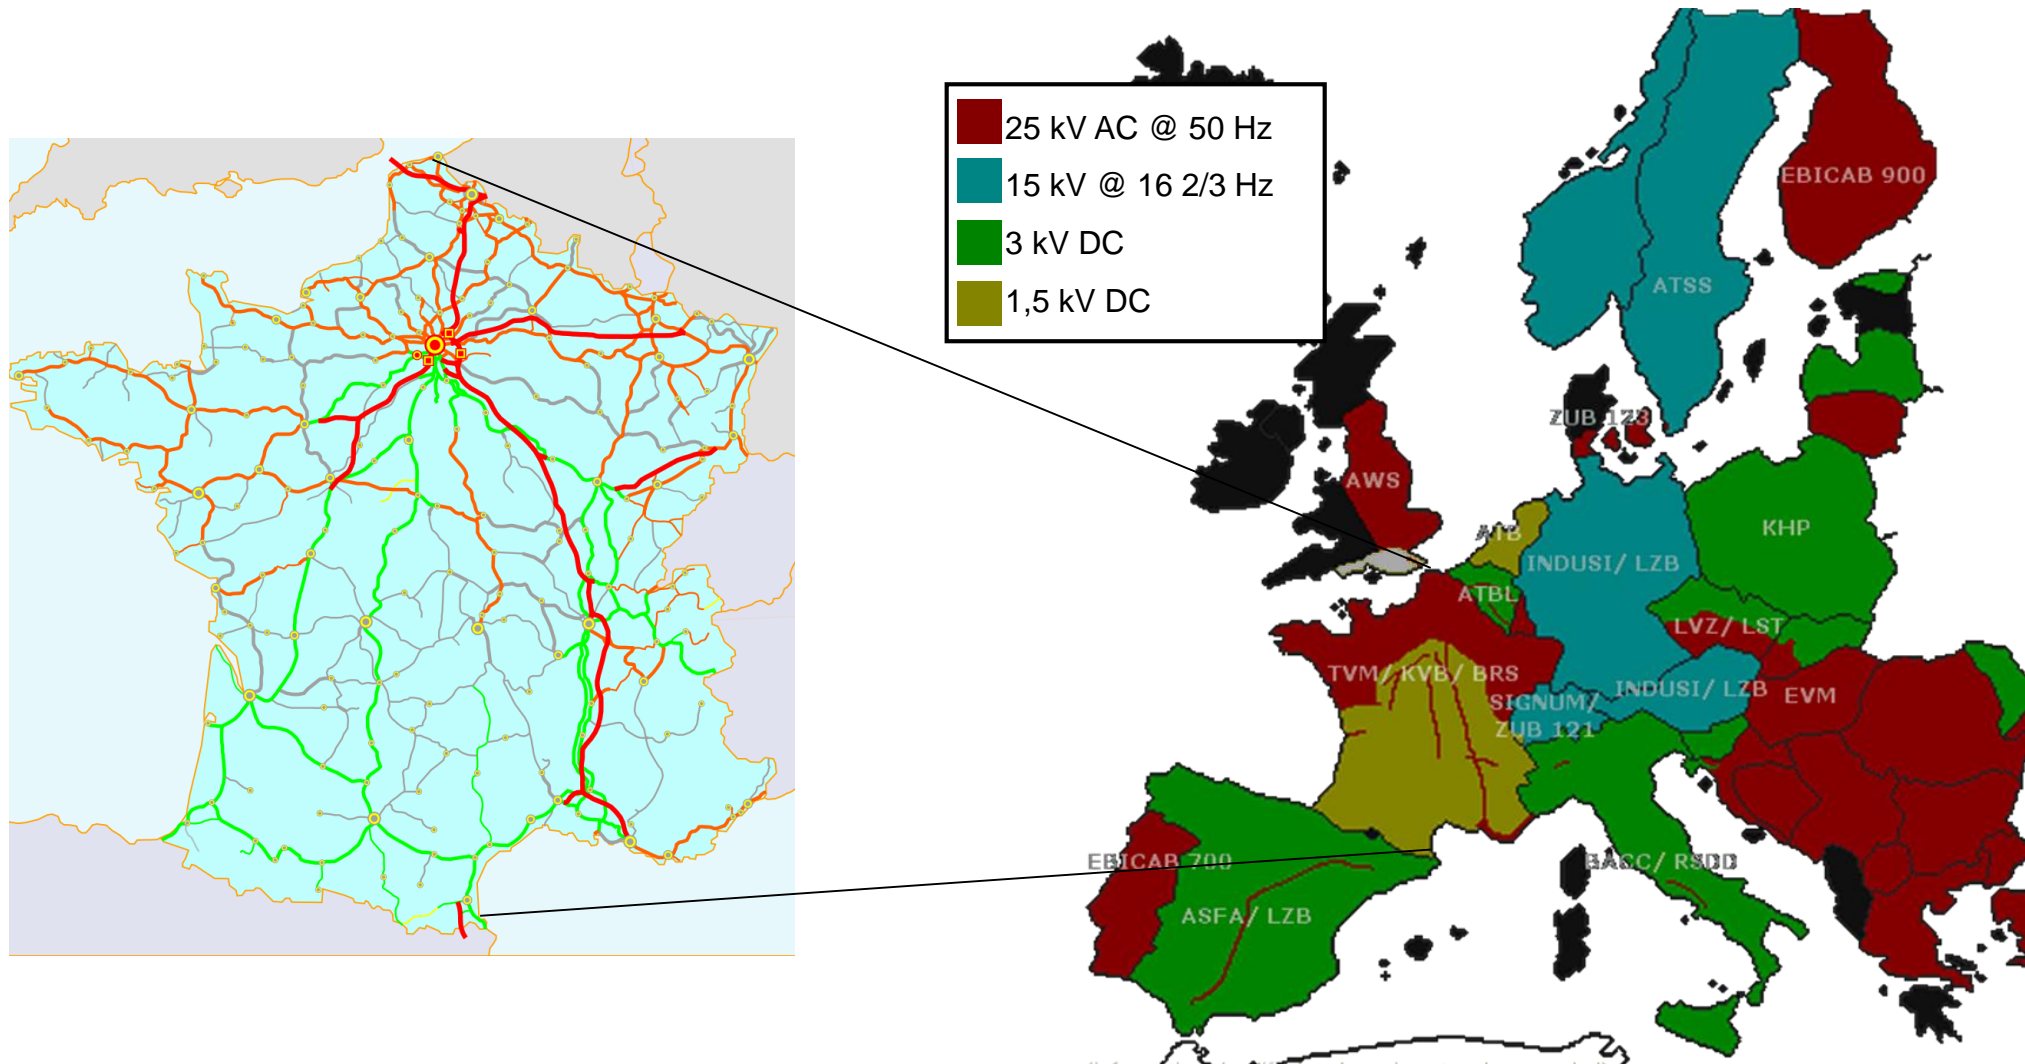 25 kV AC @ 50 Hz
15 kV @ 16 2/3 Hz
3 kV DC
1,5 kV DC
EBICAB 900
ATSS
ZUB 123
AWS
ATB
KHP
INDUSI/ LZB
ATBL
LVZ/ LST
TVM/ KVB/ BRS
INDUSI/ LZB
EVM
SIGNUM/
ZUB 121
EBICAB 700
BACC/ RSDD
ASFA/ LZB